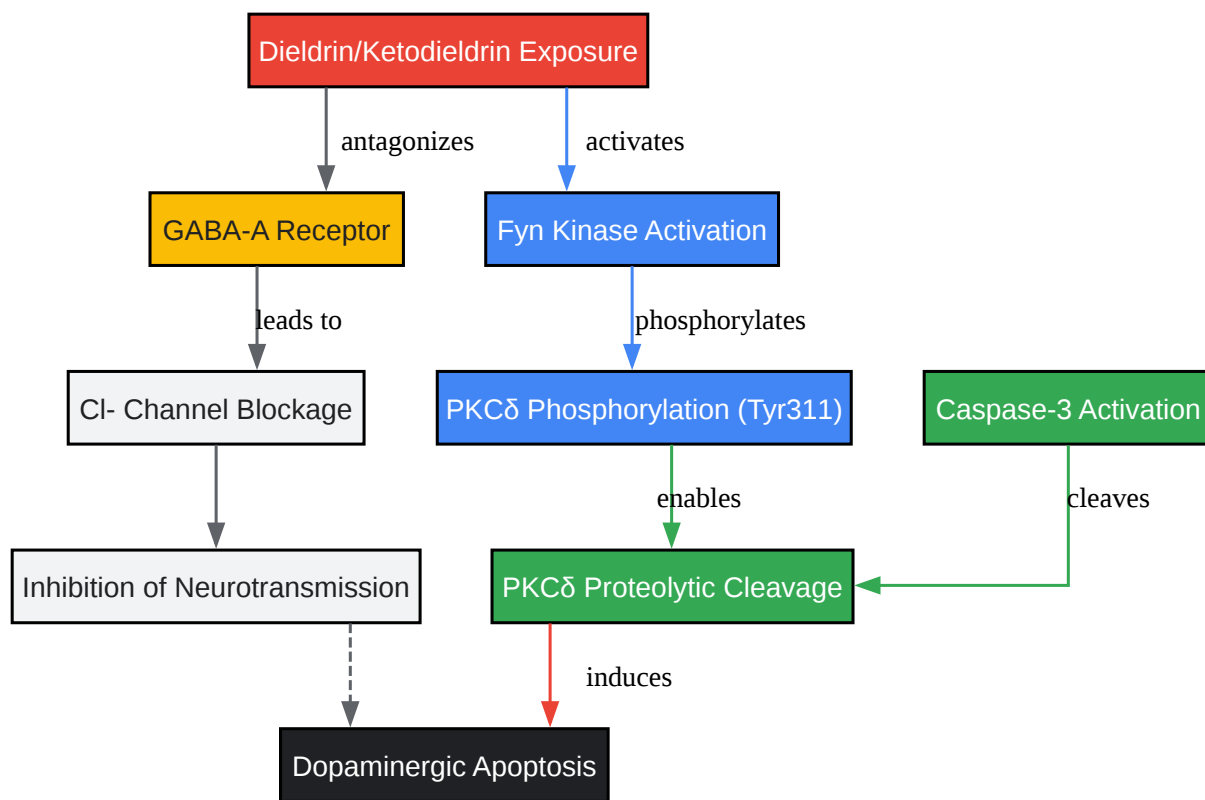 Dieldrin/Ketodieldrin Exposure
antagonizes
activates
GABA-A Receptor
Fyn Kinase Activation
leads to
phosphorylates
Cl- Channel Blockage
PKCδ Phosphorylation (Tyr311)
Caspase-3 Activation
enables
cleaves
Inhibition of Neurotransmission
PKCδ Proteolytic Cleavage
induces
Dopaminergic Apoptosis